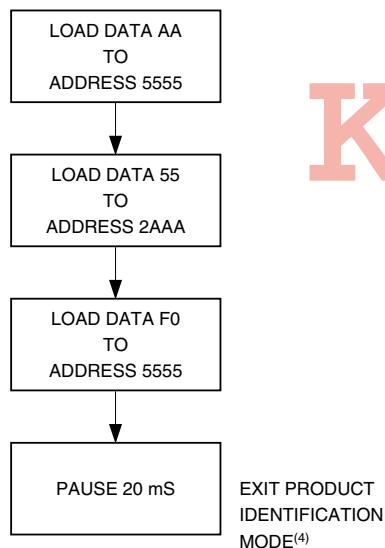 LOAD DATA AA
TO
ADDRESS 5555
K
LOAD DATA 55
TO
ADDRESS 2AAA
LOAD DATA F0
TO
ADDRESS 5555
PAUSE 20 mS
EXIT PRODUCT
IDENTIFICATION
MODE(4)